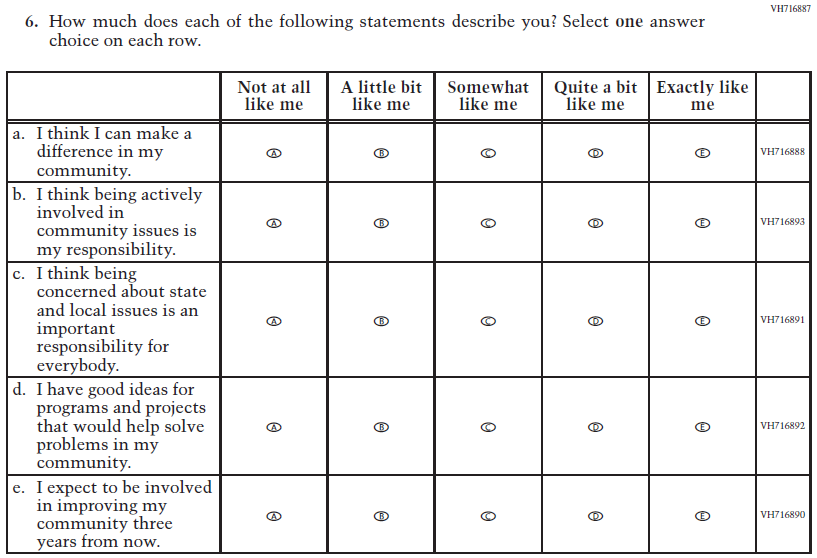 VH716887
6. How much does each of the following statements describe you? Select one answer
choice on each row.
Not at all
like me
A little bit
like me
Somewhat
like me
Quite a bit
like me
Exactly like
me
a. I think I can make a
difference in my
community.
A B C D E VH716888
b. I think being actively
involved in
community issues is
my responsibility.
A B C D E VH716893
c. I think being
concerned about state
and local issues is an
important
responsibility for
everybody.
A B C D E VH716891
d. I have good ideas for
programs and projects
that would help solve
problems in my
community.
A B C D E VH716892
e. I expect to be involved
in improving my
community three
years from now.
A B C D E VH716890